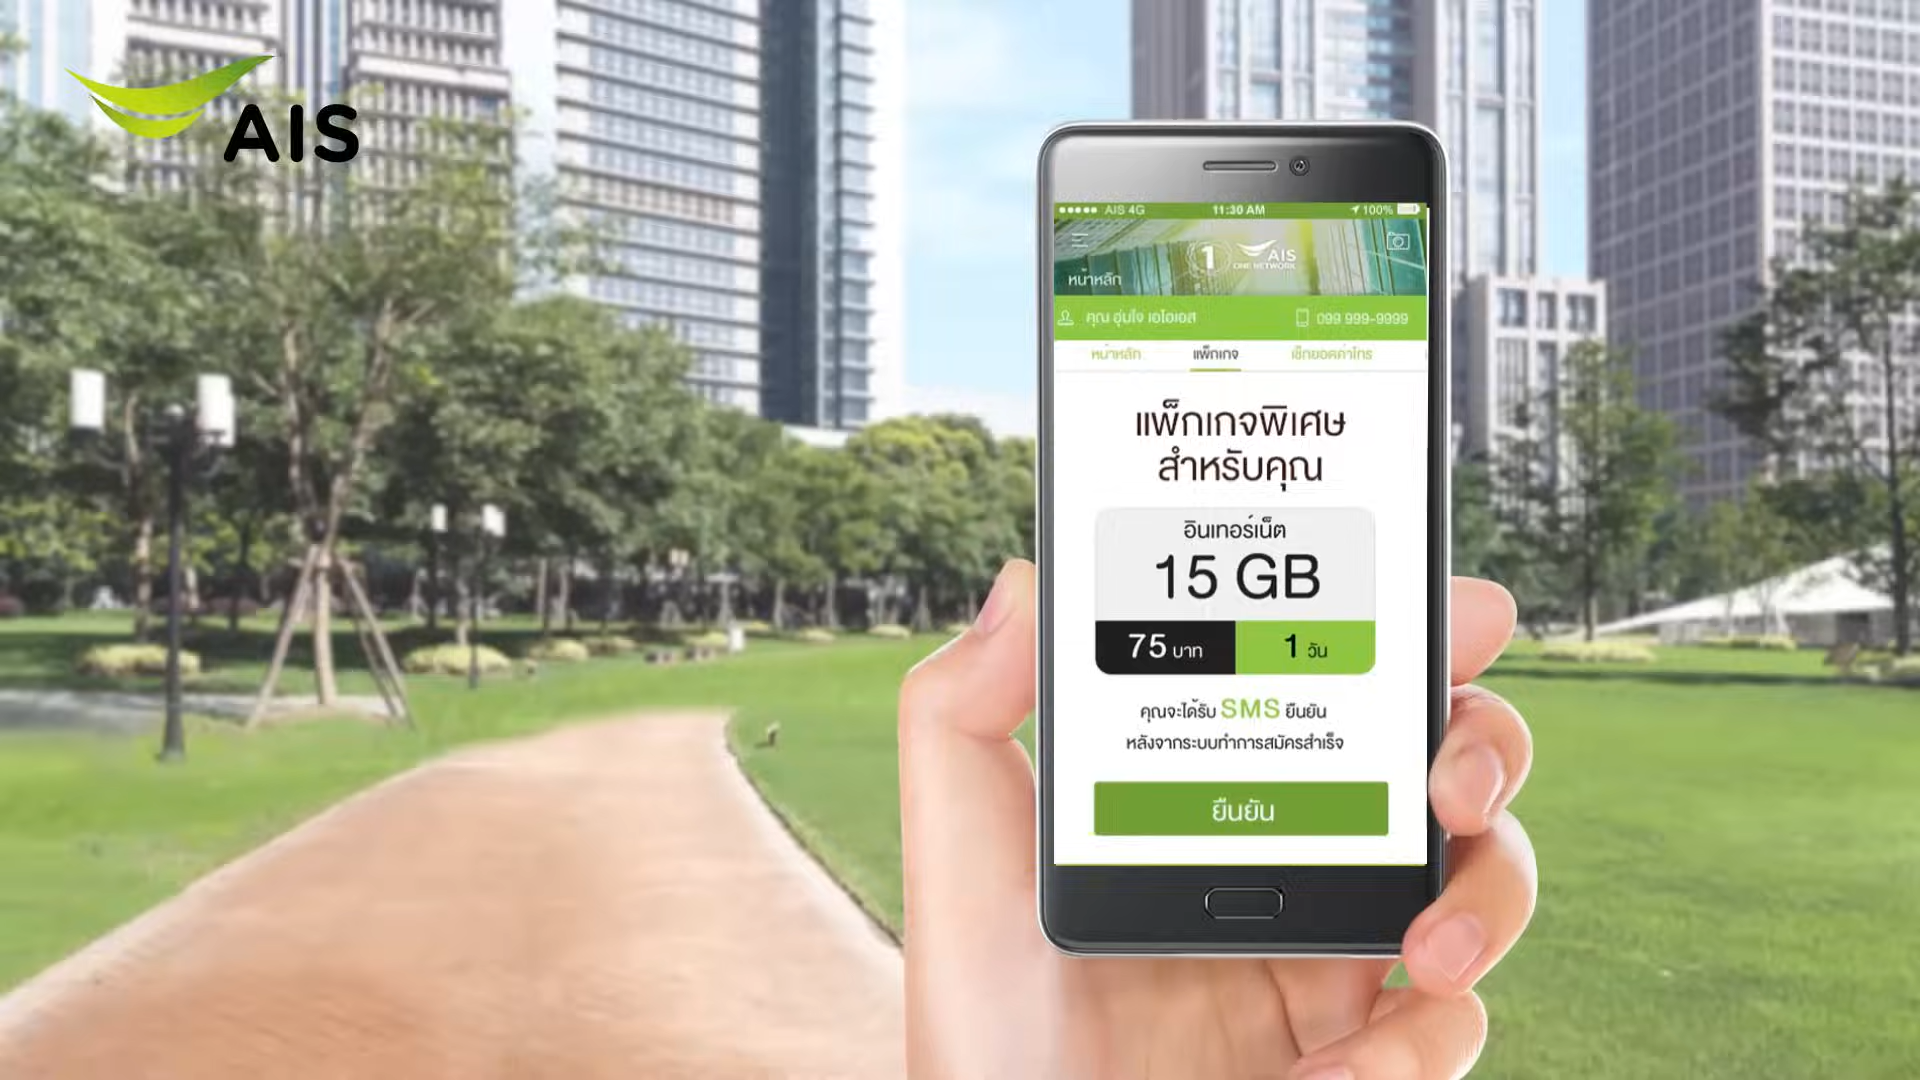 AIS
AIS 4G 11:30 AM 100%
1 AIS
ONE NETWORK
หน้าหลัก
คุณ อุ่นใจ เอไอเอส 099 999-9999
หน้าหลัก แพ็กเกจ เช็กยอดค่าโทร
แพ็กเกจพิเศษ
สำหรับคุณ
อินเทอร์เน็ต
15 GB
75 บาท 1 วัน
คุณจะได้รับ SMS ยืนยัน
หลังจากระบบทำการสมัครสำเร็จ
ยืนยัน